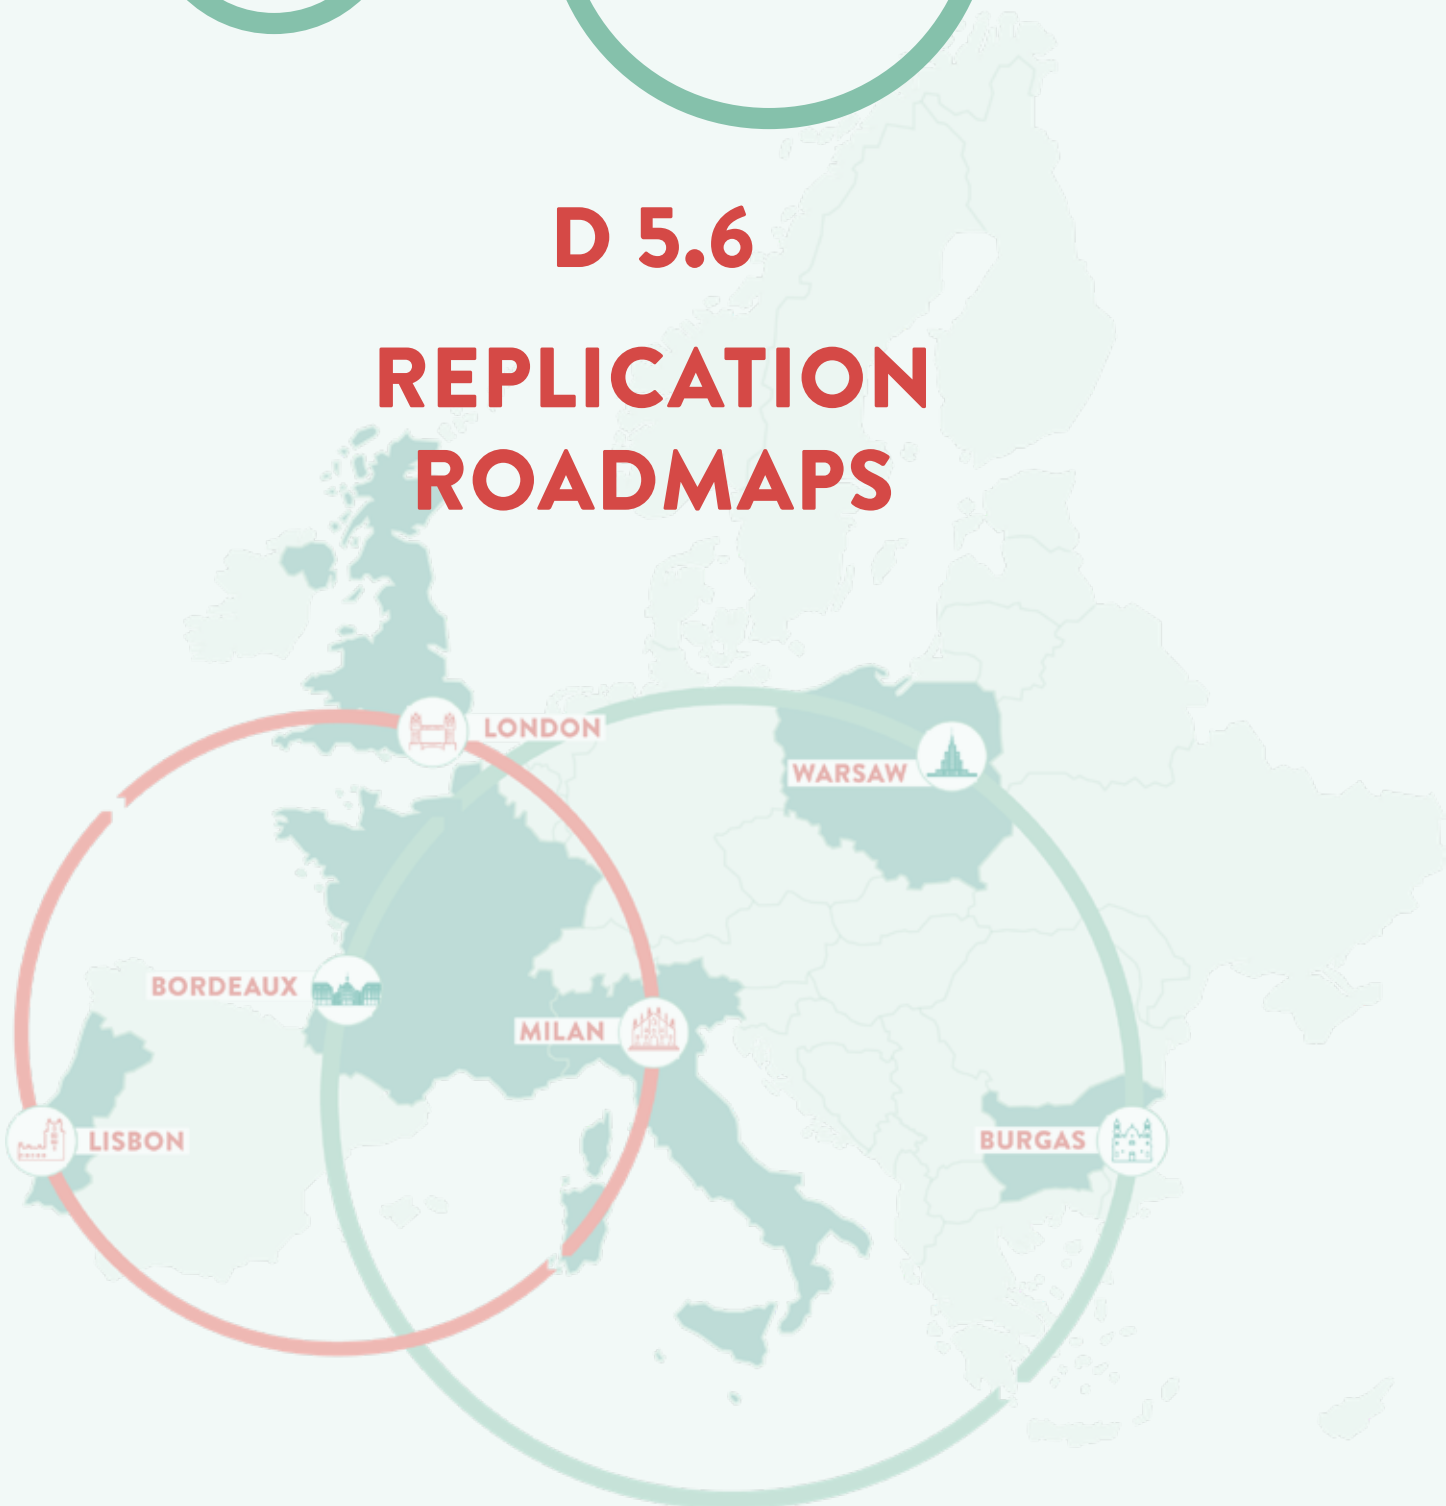 D 5.6
REPLICATION
ROADMAPS
LONDON
WARSAW
BORDEAUX
MILAN
LISBON
BURGAS